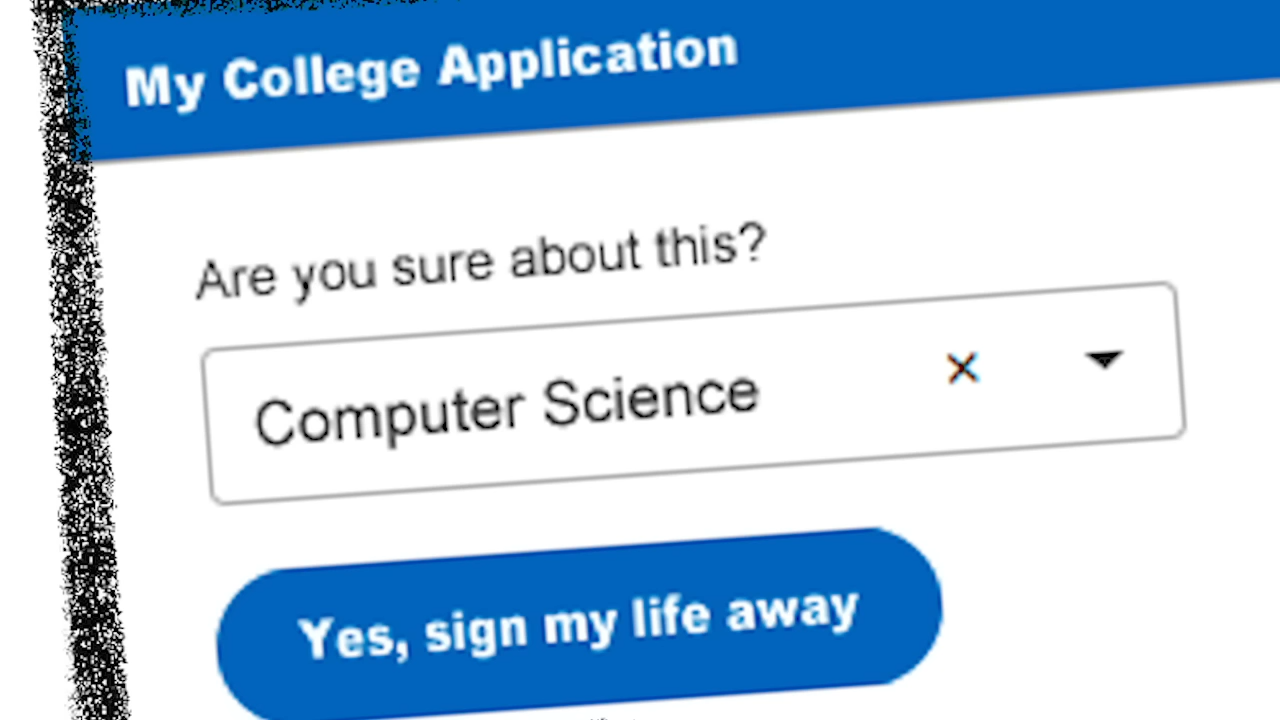 My College Application
Are you sure about this?
Computer Science
Yes, sign my life away